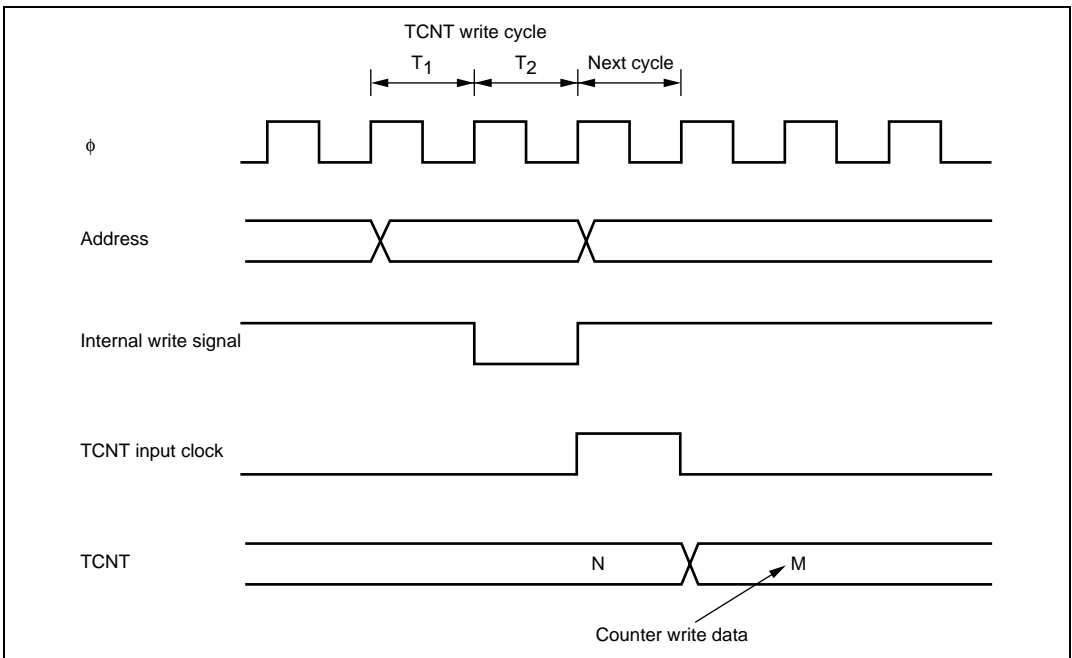 TCNT write cycle
T1 T2 Next cycle
φ
Address
Internal write signal
TCNT input clock
TCNT N M
Counter write data